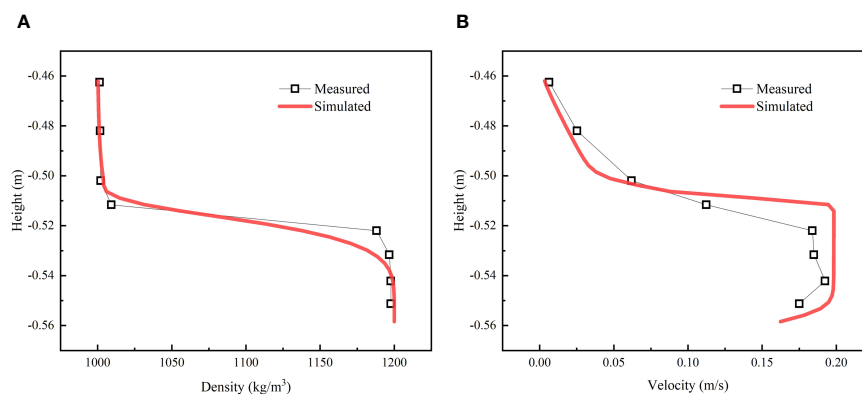 A
B
-0.46
-0.48
-0.50
-0.52
-0.54
-0.56
Height (m)
Measured
Simulated
1000
1050
1100
1150
1200
Density (kg/m³)
-0.46
-0.48
-0.50
-0.52
-0.54
-0.56
Height (m)
Measured
Simulated
0.00
0.05
0.10
0.15
0.20
Velocity (m/s)